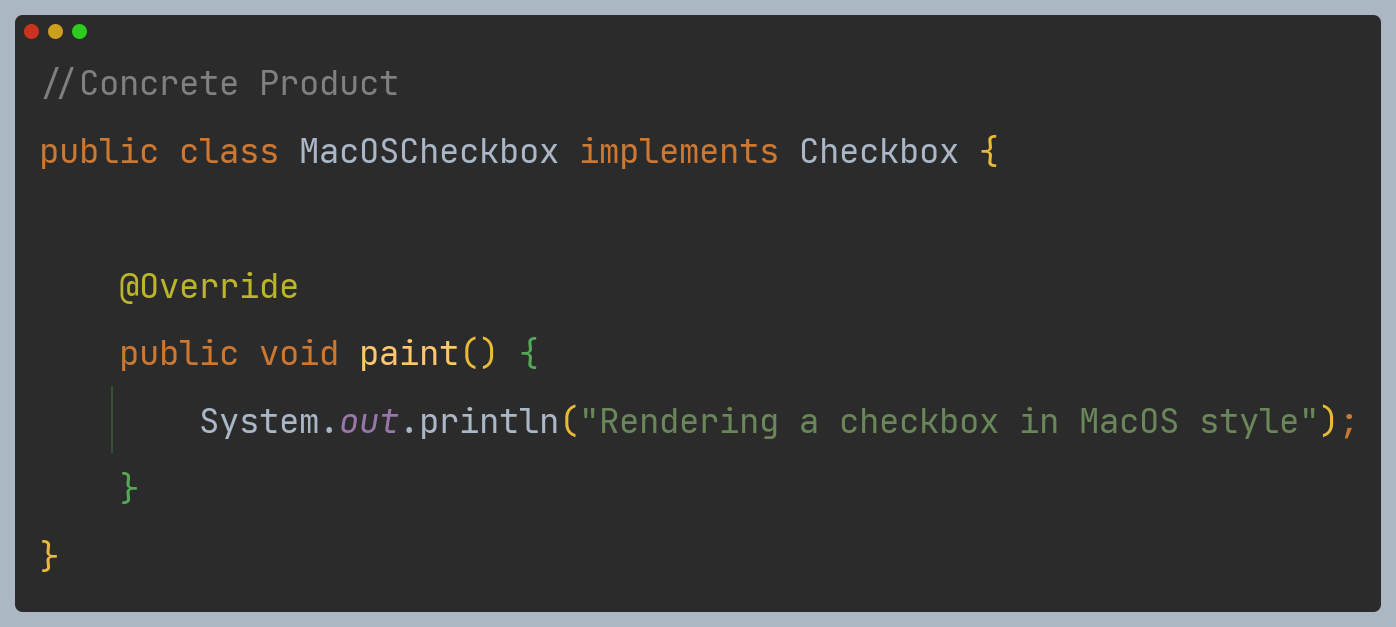 //Concrete Product
public class MacOSCheckbox implements Checkbox {
@Override
public void paint() {
System.out.println("Rendering a checkbox in MacOS style");
}
}